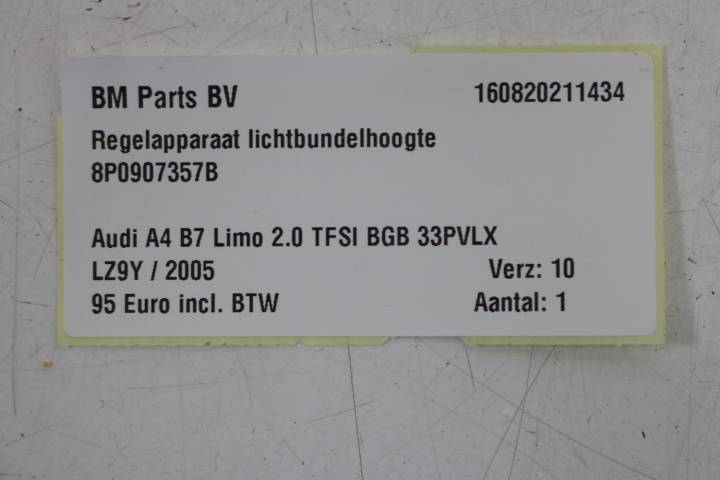 BM Parts BV 160820211434
Regelapparaat lichtbundelhoogte
8P0907357B
Audi A4 B7 Limo 2.0 TFSI BGB 33PVLX
LZ9Y / 2005 Verz: 10
95 Euro incl. BTW Aantal: 1